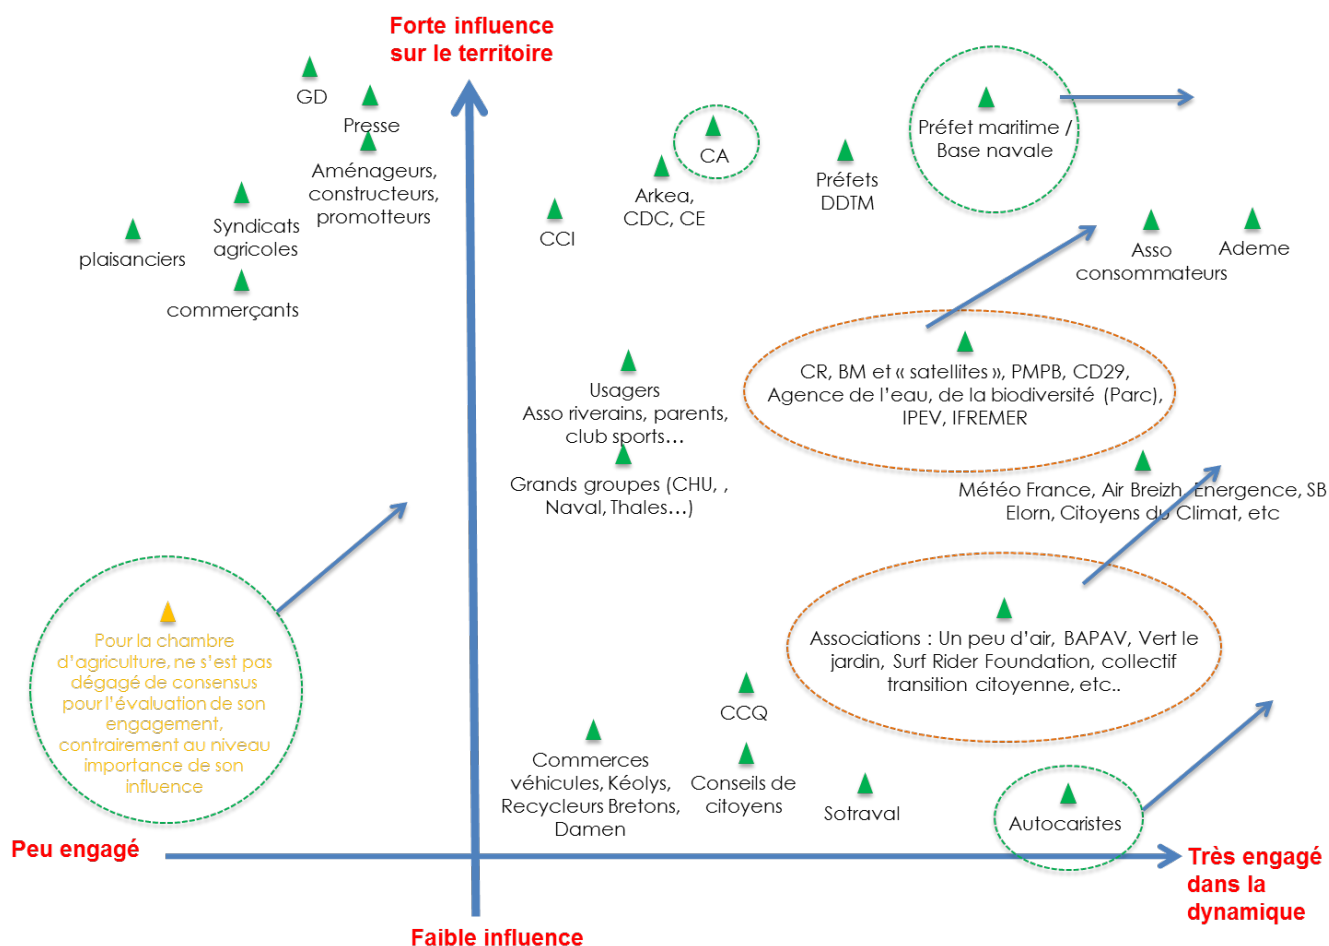 Forte influence
sur le territoire
GD
Presse
Aménageurs,
constructeurs,
promotteurs
Syndicats
agricoles
plaisanciers
commerçants
CA
Arkea,
CDC, CE
CCI
Préfets
DDTM
Préfet maritime /
Base navale
Asso
consommateurs
Ademe
Usagers
Asso riverains, parents,
club sports…
Grands groupes (CHU, ,
Naval, Thales…)
CR, BM et « satellites », PMPB, CD29,
Agence de l’eau, de la biodiversité (Parc),
IPEV, IFREMER
Météo France, Air Breizh, Energence, SB
Elorn, Citoyens du Climat, etc
Pour la chambre
d’agriculture, ne s’est pas
dégagé de consensus
pour l’évaluation de son
engagement,
contrairement au niveau
importance de son
influence
Associations : Un peu d’air, BAPAV, Vert le
jardin, Surf Rider Foundation, collectif
transition citoyenne, etc..
CCQ
Commerces
véhicules, Kéolys,
Recycleurs Bretons,
Damen
Conseils de
citoyens
Sotraval
Autocaristes
Peu engagé
Très engagé
dans la
dynamique
Faible influence